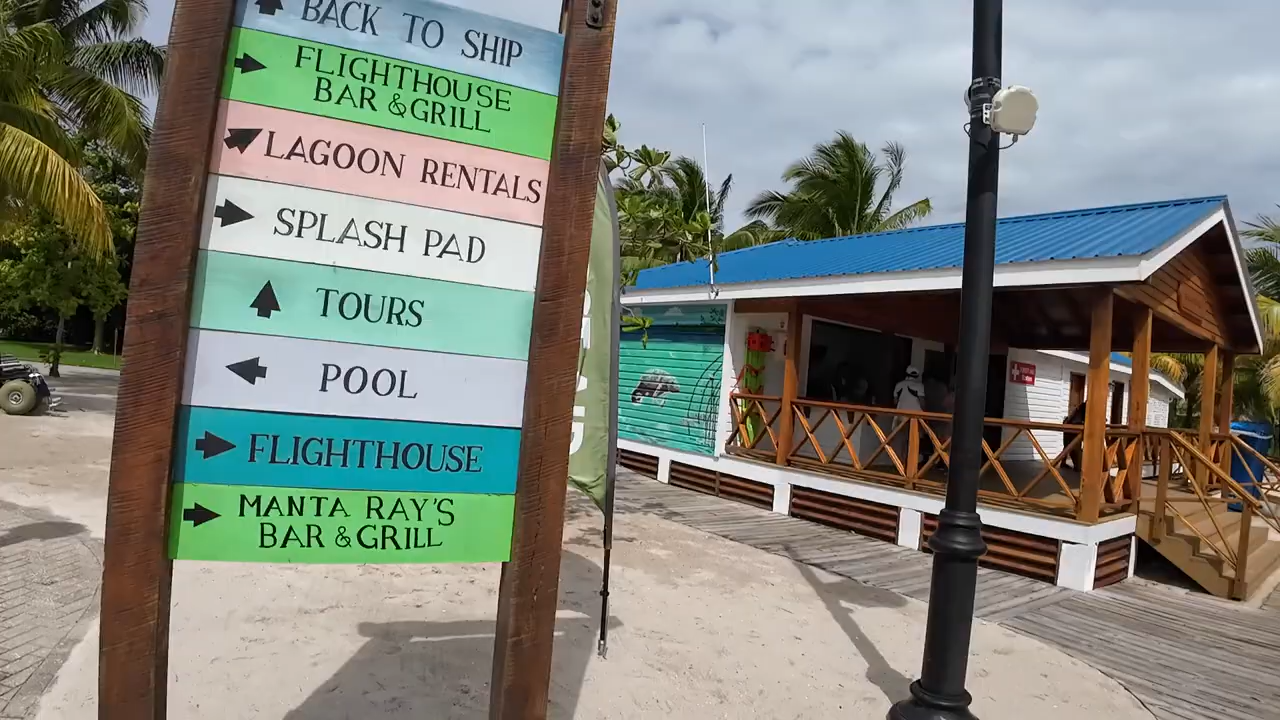 BACK TO SHIP
FLIGHTHOUSE
BAR & GRILL
LAGOON RENTALS
SPLASH PAD
TOURS
POOL
FLIGHTHOUSE
MANTA RAY'S
BAR & GRILL